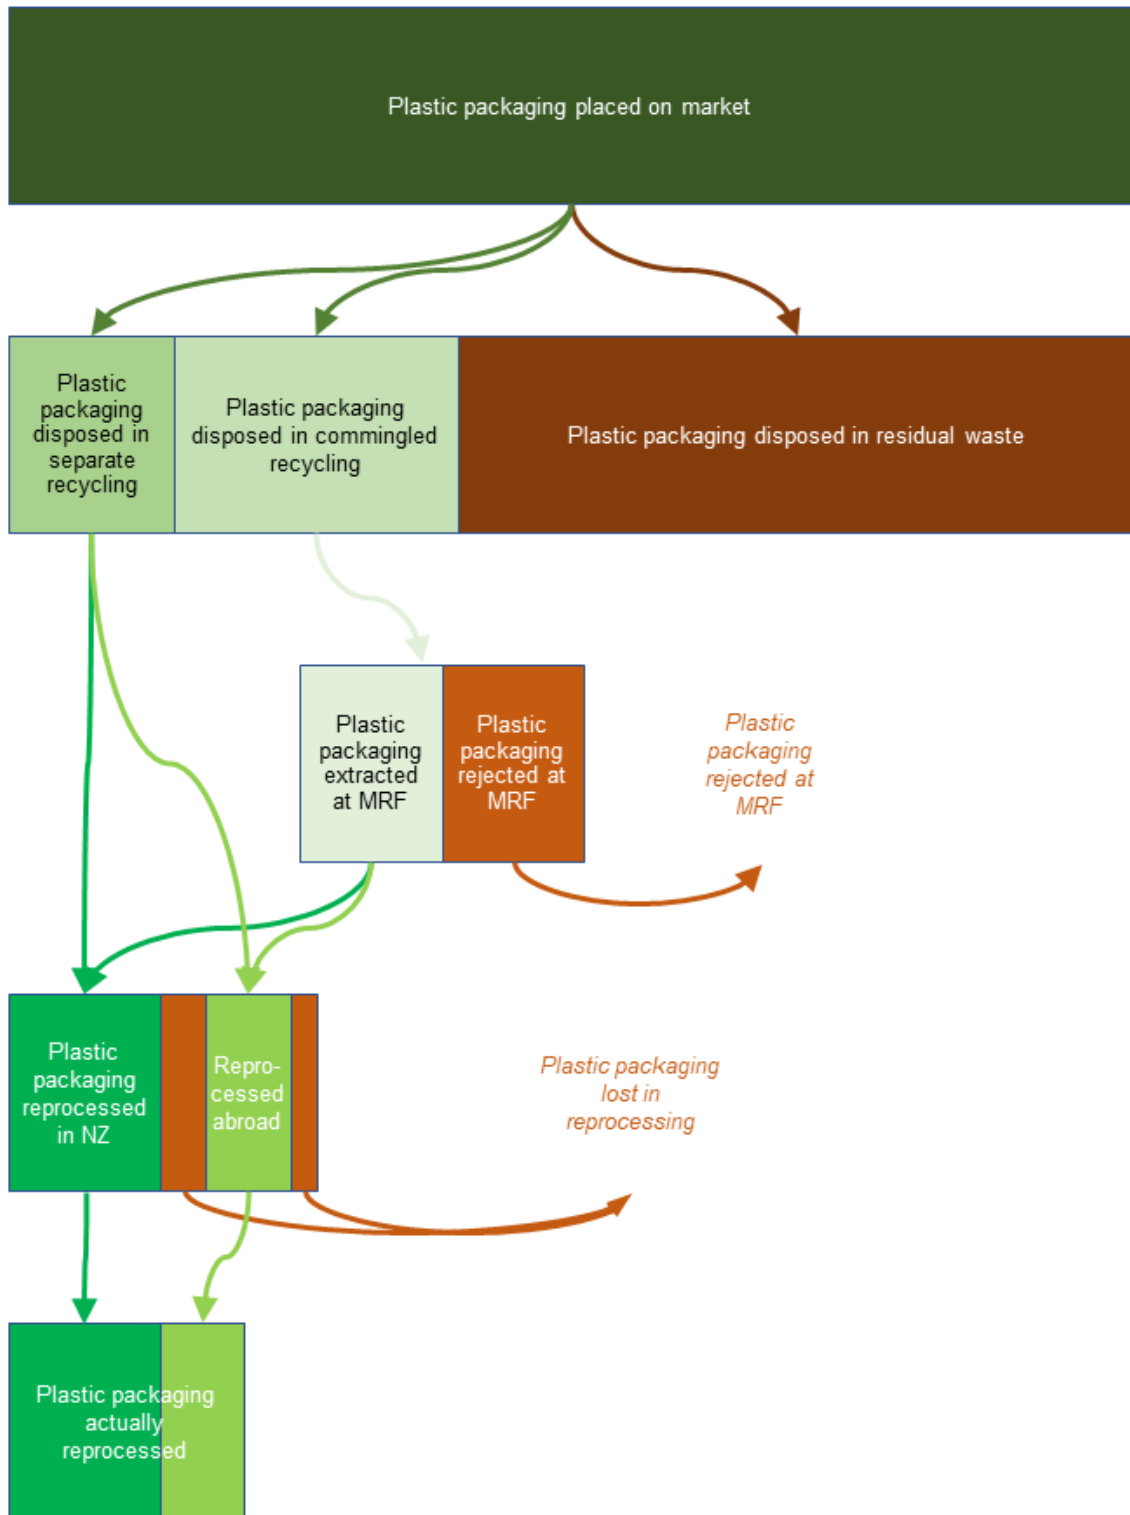 Plastic packaging placed on market
Plastic
packaging
disposed in
separate
recycling
Plastic packaging
disposed in commingled
recycling
Plastic packaging disposed in residual waste
Plastic
packaging
extracted
at MRF
Plastic
packaging
rejected at
MRF
Plastic
packaging
rejected at
MRF
Plastic
packaging
reprocessed
in NZ
Repro-
cessed
abroad
Plastic packaging
lost in
reprocessing
Plastic packaging
actually
reprocessed